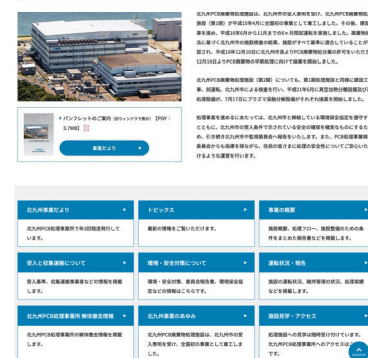 北九州PCB廃棄物処理施設は、北九州市の受入表明を受け、北九州PCB廃棄物処
施設（第1期）が平成15年4月に全国初の事業として着工しました。その後、建設
事を進め、平成16年6月から11月までの6ヶ月間試運転を実施しました。廃棄物
法に基づく北九州市の施設検査の結果、施設がすべて基準に適合していることが
認され、平成16年12月10日に北九州市長よりPCB廃棄物処分業の許可をいただき
12月18日よりPCB廃棄物の早期処理に向けて操業を開始しました。
北九州PCB廃棄物処理施設（第2期）についても、第1期処理施設と同様に建設工
事、試運転、北九州市による検査を行い、平成21年6月に真空加熱分離設備及び
処理設備が、7月17日にプラズマ溶融分解設備がそれぞれ操業を開始しました。
処理事業を進めるにあたっては、北九州市と締結している環境保全協定を遵守す
とともに、北九州市の受入条件で示されている安全の確保を確実なものにするた
め、引き続き北九州市や監視委員会へ報告をいたします。また、PCB処理事業検
委員会からも指導を得ながら、住民の皆さまに処理の安全性についてご安心いた
けるような運営を行います。
パンフレットのご案内（別ウィンドウで表示）［PDF：
3.7MB］
事業だより
北九州事業だより
トピックス
事業の概要
北九州PCB処理事業所で年3回程度発行して
います。
最新の情報をご覧いただけます。
施設概要、処理フロー、施設整備のための条
件をまとめた報告書などを掲載します。
受入と収集運搬について
環境・安全対策について
運転状況・報告
受入基準、収集運搬事業者などの情報を掲載
します。
環境・安全対策、委員会報告書、環境保全協
定などの情報はこちらです。
施設の運転状況、維持管理の状況、処理実績
などを掲載します。
北九州PCB処理事業所 解体撤去情報
北九州事業のあゆみ
施設見学・アクセス
北九州PCB処理事業所の解体撤去情報を掲載
します。
北九州PCB廃棄物処理施設は、北九州市の受
入表明を受け、全国初の事業として着工しま
した。
処理施設への見学は随時受け付けています。
北九州PCB処理事業所へのアクセスは
です。